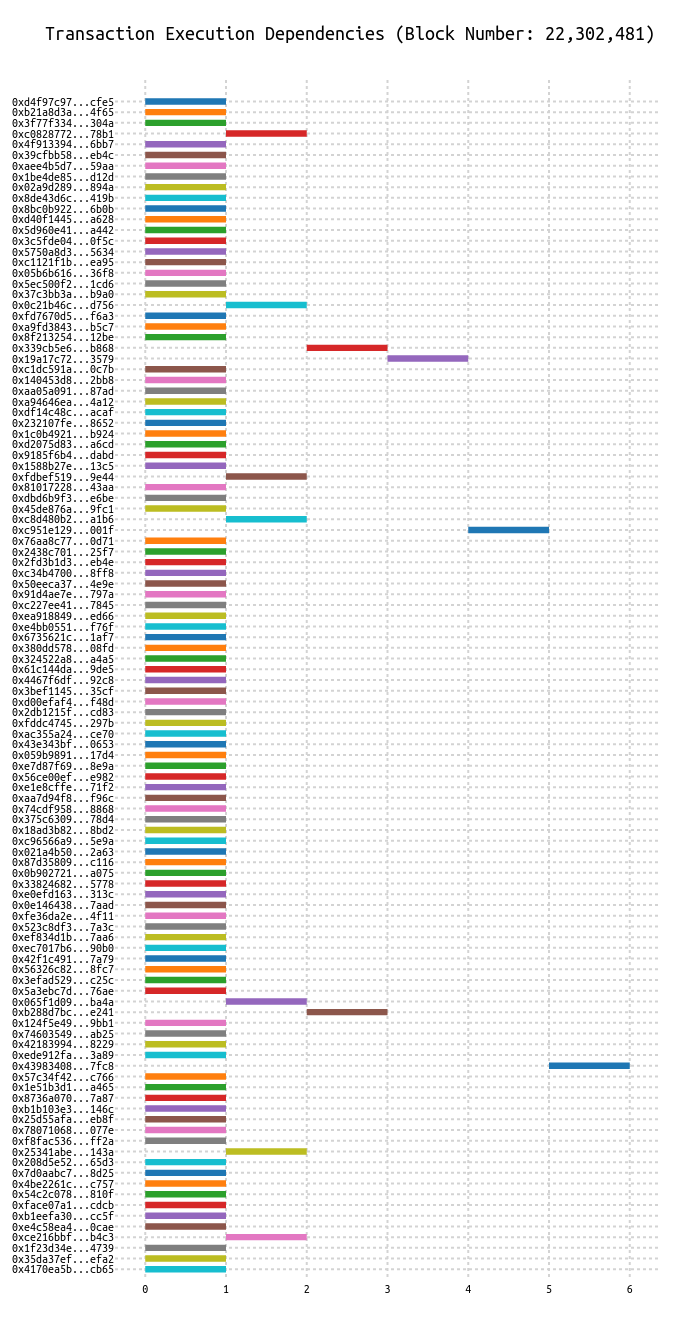 Transaction Execution Dependencies (Block Number: 22,302,481)
0xd4f97c97...cfe5
0xb21a8d3a...4f65
0x3f77f334...304a
0xc0828772...78b1
0x4f913394...6bb7
0x39cfbb58...eb4c
0xaee4b5d7...59aa
0x1be4de85...d12d
0x02a9d289...894a
0x8de43d6c...419b
0x8bc0b922...6b0b
0xd40f1445...a628
0x5d960e41...a442
0x3c5fde04...0f5c
0x5750a8d3...5634
0xc1121f1b...ea95
0x05b6b616...36f8
0x5ec500f2...1cd6
0x37c3bb3a...b9a0
0x0c21b46c...d756
0xfd7670d5...f6a3
0xa9fd3843...b5c7
0x8f213254...12be
0x339cb5e6...b868
0x19a17c72...3579
0xc1dc591a...0c7b
0x140453d8...2bb8
0xaa05a091...87ad
0xa94646ea...4a12
0xdf14c48c...acaf
0x232107fe...8652
0x1c0b4921...b924
0xd2075d83...a6cd
0x9185f6b4...dabd
0x1588b27e...13c5
0xfdbef519...9e44
0x81017228...43aa
0xdbd6b9f3...e6be
0x45de876a...9fc1
0xc8d480b2...a1b6
0xc951e129...001f
0x76aa8c77...0d71
0x2438c701...25f7
0x2fd3b1d3...eb4e
0xc34b4700...8ff8
0x50eeca37...4e9e
0x91d4ae7e...797a
0xc227ee41...7845
0xea918849...ed66
0xe4bb0551...f76f
0x6735621c...1af7
0x380dd578...08fd
0x324522a8...a4a5
0x61c144da...9de5
0x4467f6df...92c8
0x3bef1145...35cf
0xd00efaf4...f48d
0x2db1215f...cd83
0xfddc4745...297b
0xac355a24...ce70
0x43e343bf...0653
0x059b9891...17d4
0xe7d87f69...8e9a
0x56ce00ef...e982
0xe1e8cffe...71f2
0xaa7d94f8...f96c
0x74cdf958...8868
0x375c6309...78d4
0x18ad3b82...8bd2
0xc96566a9...5e9a
0x021a4b50...2a63
0x87d35809...c116
0x0b902721...a075
0x33824682...5778
0xe0efd163...313c
0x0e146438...7aad
0xfe36da2e...4f11
0x523c8df3...7a3c
0xef834d1b...7aa6
0xec7017b6...90b0
0x42f1c491...7a79
0x56326c82...8fc7
0x3efad529...c25c
0x5a3ebc7d...76ae
0x065f1d09...ba4a
0xb288d7bc...e241
0x124f5e49...9bb1
0x74603549...ab25
0x42183994...8229
0xede912fa...3a89
0x43983408...7fc8
0x57c34f42...c766
0x1e51b3d1...a465
0x8736a070...7a87
0xb1b103e3...146c
0x25d55afa...eb8f
0x78071068...077e
0xf8fac536...ff2a
0x25341abe...143a
0x208d5e52...65d3
0x7d0aabc7...8d25
0x4be2261c...c757
0x54c2c078...810f
0xface07a1...cdcb
0xb1eefa30...cc5f
0xe4c58ea4...0cae
0xce216bbf...b4c3
0x1f23d34e...4739
0x35da37ef...efa2
0x4170ea5b...cb65
0 1 2 3 4 5 6